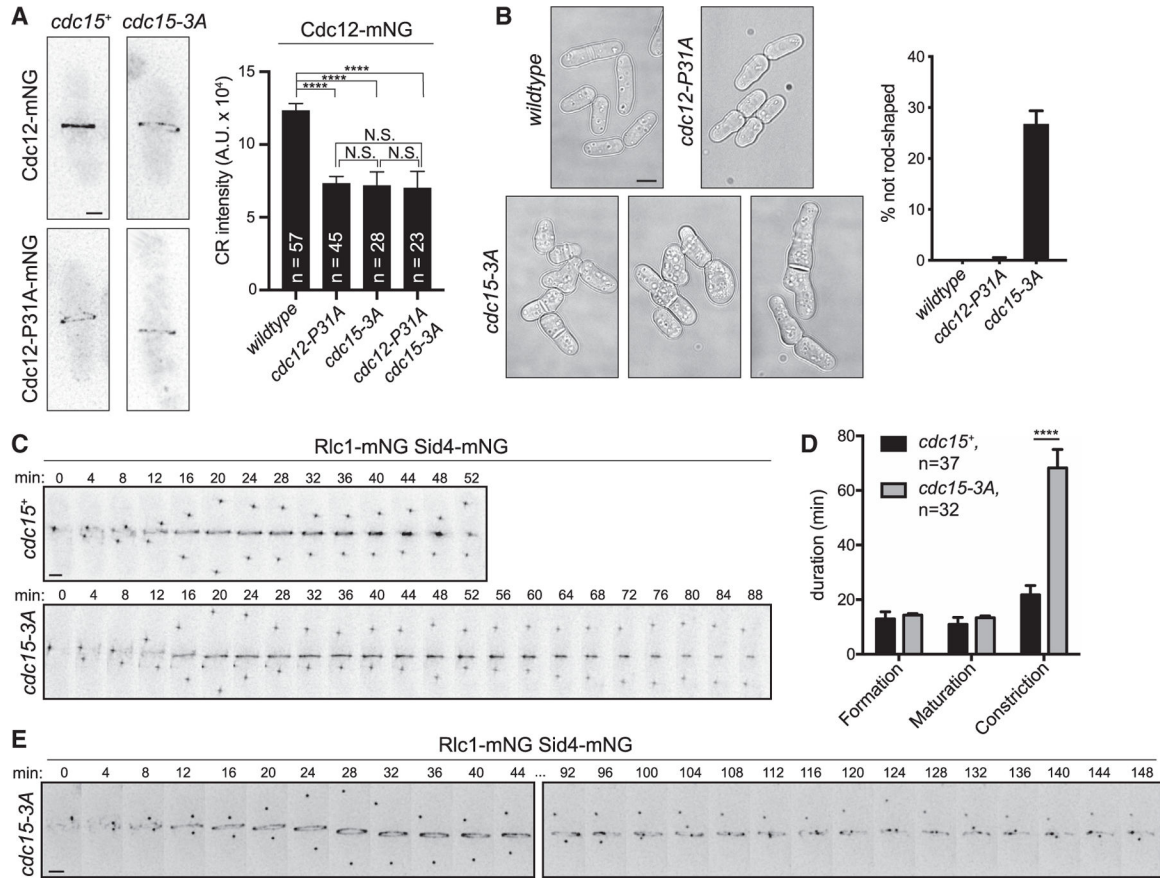 A
cdc15+ cdc15-3A
Cdc12-mNG
Cdc12-P31A-mNG
Cdc12-mNG
CR intensity (A.U. x 10⁴)
15
10
5
0
****
****
****
N.S.
N.S. N.S.
n = 57
n = 45
n = 28
n = 23
wildtype
cdc12-P31A
cdc15-3A
cdc12-P31A
cdc15-3A
B
wildtype
cdc12-P31A
cdc15-3A
% not rod-shaped
40
30
20
10
0
wildtype
cdc12-P31A
cdc15-3A
C
Rlc1-mNG Sid4-mNG
min: 0 4 8 12 16 20 24 28 32 36 40 44 48 52
cdc15+
min: 0 4 8 12 16 20 24 28 32 36 40 44 48 52 56 60 64 68 72 76 80 84 88
cdc15-3A
D
duration (min)
80
60
40
20
0
cdc15+,
n=37
cdc15-3A,
n=32
****
Formation
Maturation
Constriction
E
Rlc1-mNG Sid4-mNG
min: 0 4 8 12 16 20 24 28 32 36 40 44 ... 92 96 100 104 108 112 116 120 124 128 132 136 140 144 148
cdc15-3A